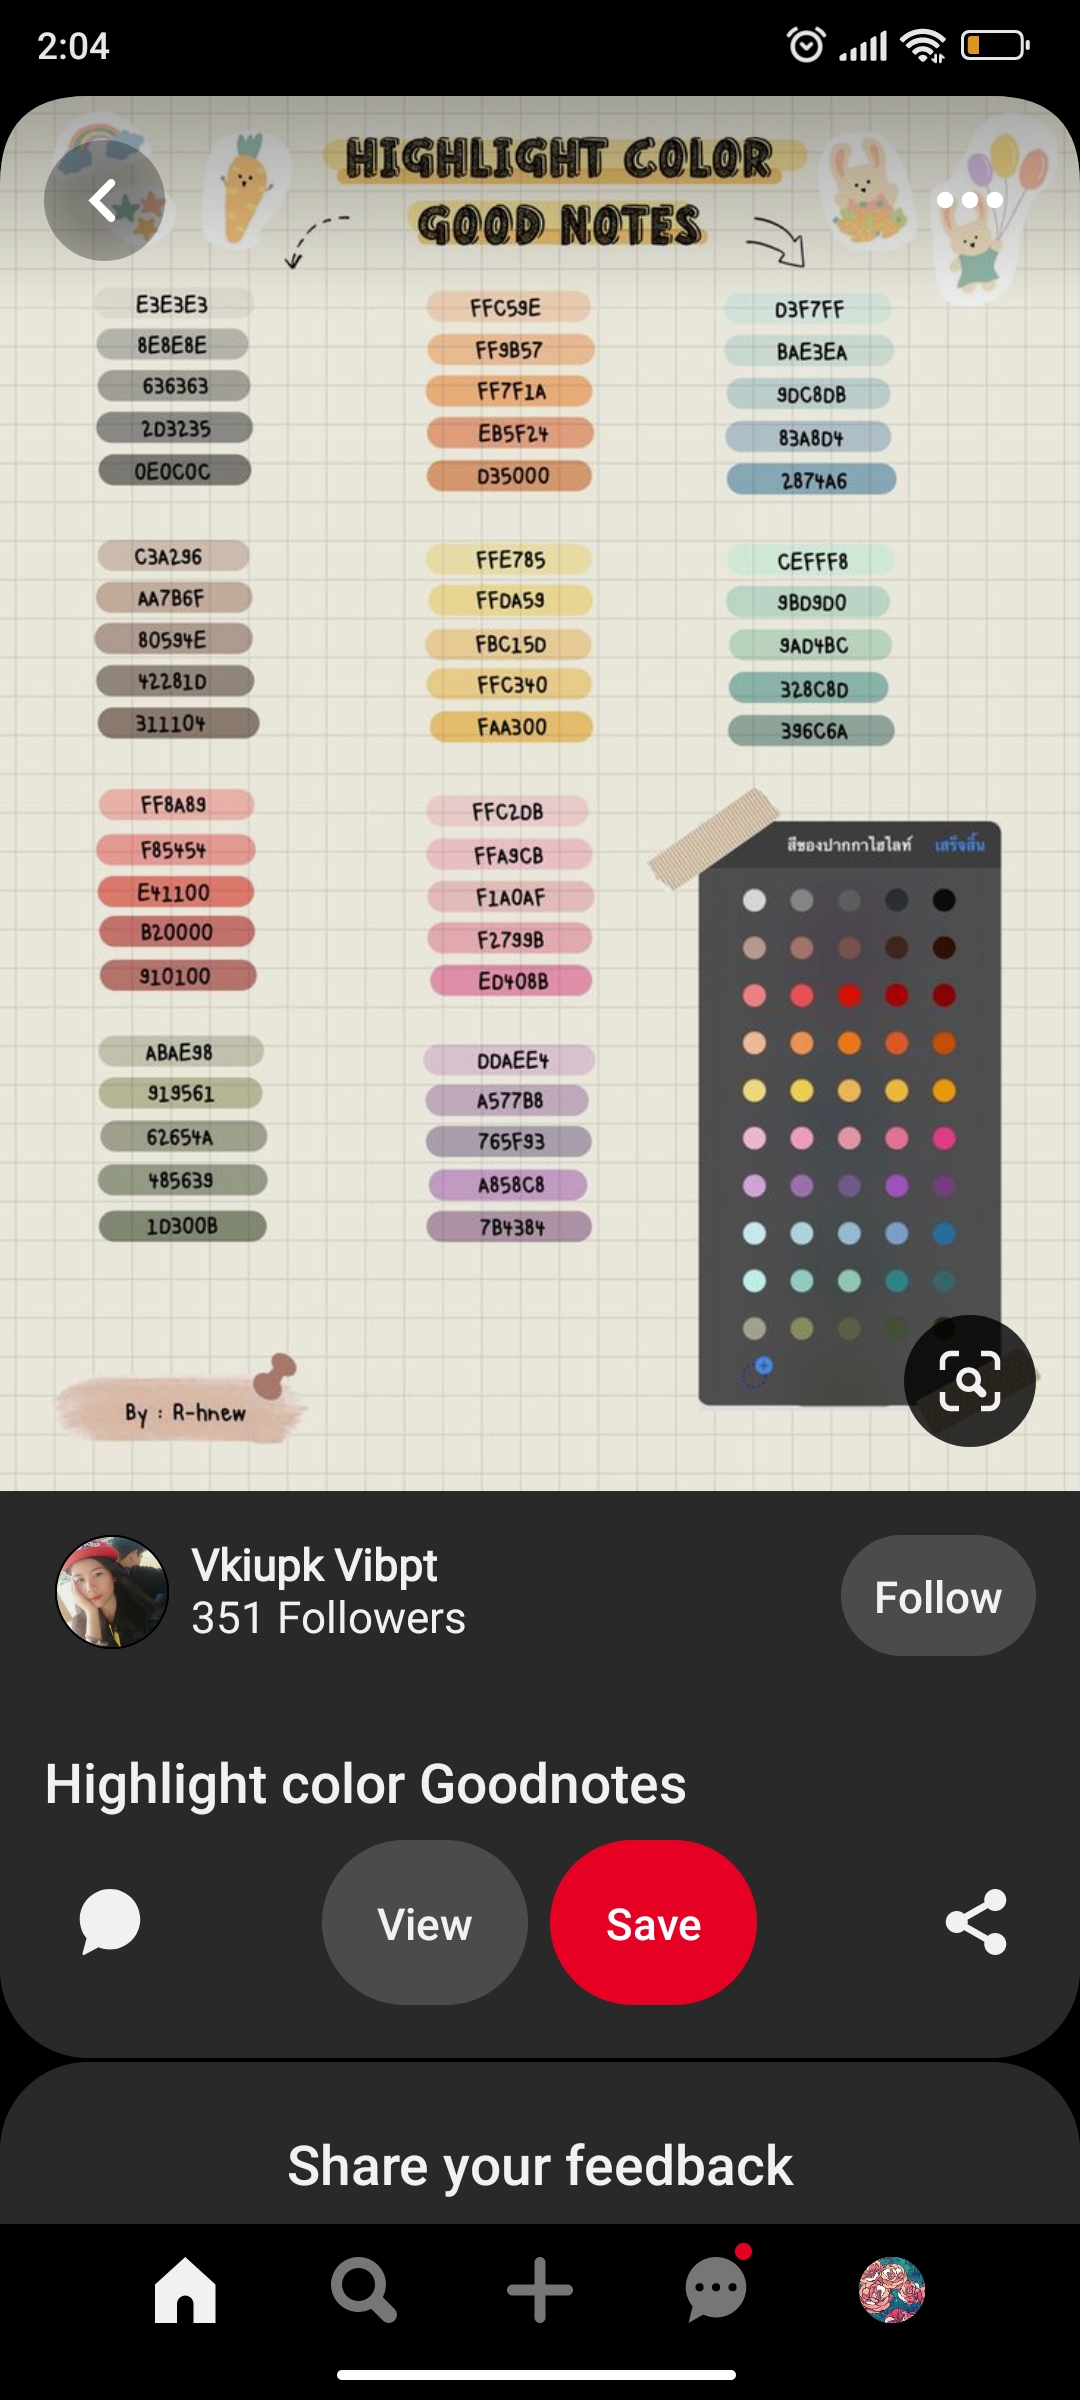 2:04
HIGHLIGHT COLOR
GOOD NOTES
E3E3E3
8E8E8E
636363
2D3235
0E0C0C
FFC59E
FF9B57
FF7F1A
EB5F24
D35000
D3F7FF
BAE3EA
9DC8DB
83A8D4
2874A6
C3A296
AA7B6F
80594E
42281D
311104
FFE785
FFDA59
FBC15D
FFC340
FAA300
CEFFF8
9BD9D0
9AD4BC
328C8D
396C6A
FF8A89
F85454
E41100
B20000
910100
FFC2DB
FFA9CB
F1A0AF
F2799B
ED408B
สีของปากกาไฮไลท์ เสร็จสิ้น
ABAE98
919561
62654A
485639
1D300B
DDAEE4
A577B8
765F93
A858C8
7B4384
By : R-hnew
Vkiupk Vibpt
351 Followers
Follow
Highlight color Goodnotes
View
Save
Share your feedback